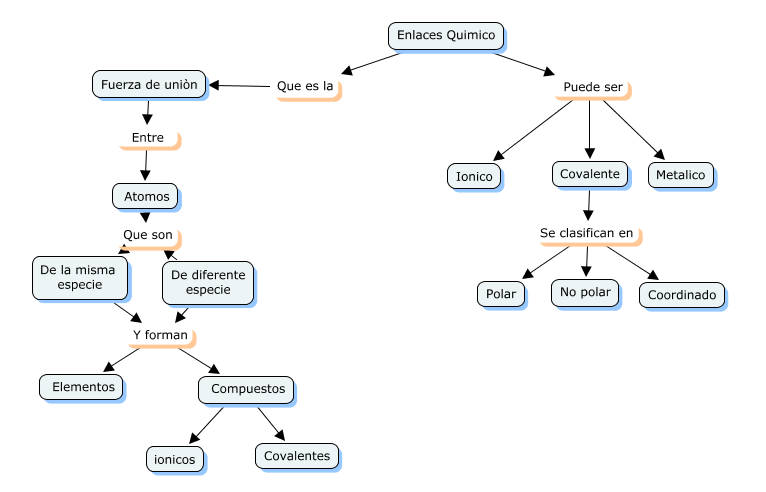 Enlaces Quimico
Fuerza de uniòn
Que es la
Puede ser
Entre
Ionico
Covalente
Metalico
Atomos
Que son
Se clasifican en
De la misma
especie
De diferente
especie
Polar
No polar
Coordinado
Y forman
Elementos
Compuestos
ionicos
Covalentes